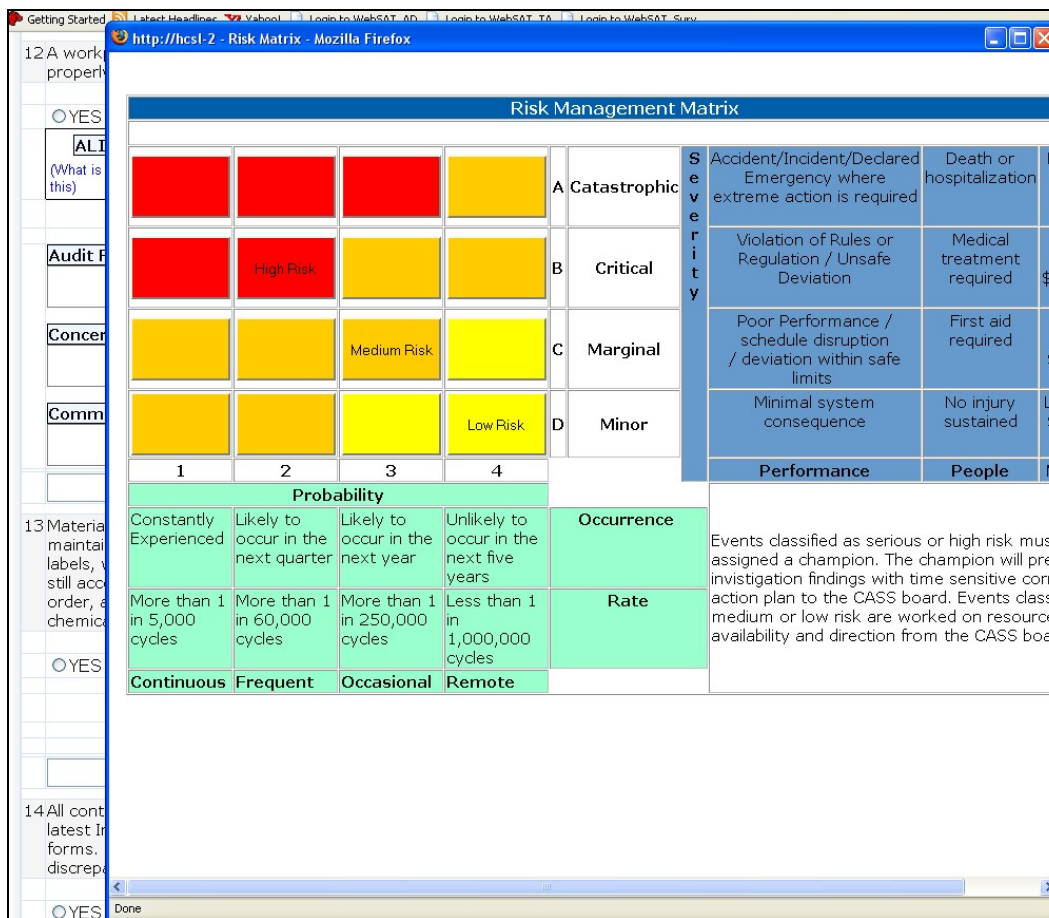 Getting Started
Latest Headlines
Yahoo!
Login to WebSAT_AD
Login to WebSAT_TA
Login to WebSAT_Surv
http://hcsl-2 - Risk Matrix - Mozilla Firefox
12 A work
properly
YES
ALI
(What is
this)
Audit F
Concer
Comm
13 Materia
maintai
labels,
still acc
order, a
chemica
YES
14 All cont
latest In
forms.
discrepa
YES
Risk Management Matrix
A Catastrophic
Severity
Accident/Incident/Declared
Emergency where
extreme action is required
Death or
hospitalization
High Risk
B Critical
Violation of Rules or
Regulation / Unsafe
Deviation
Medical
treatment
required
$
Medium Risk
C Marginal
Poor Performance /
schedule disruption
/ deviation within safe
limits
First aid
required
Low Risk
D Minor
Minimal system
consequence
No injury
sustained
1 2 3 4
Performance People
Probability
Constantly
Experienced
Likely to
occur in the
next quarter
Likely to
occur in the
next year
Unlikely to
occur in the
next five
years
Occurrence
More than 1
in 5,000
cycles
More than 1
in 60,000
cycles
More than 1
in 250,000
cycles
Less than 1
in
1,000,000
cycles
Rate
Continuous Frequent Occasional Remote
Events classified as serious or high risk mus
assigned a champion. The champion will pre
invistigation findings with time sensitive corr
action plan to the CASS board. Events clas
medium or low risk are worked on resourc
availability and direction from the CASS boa
Done